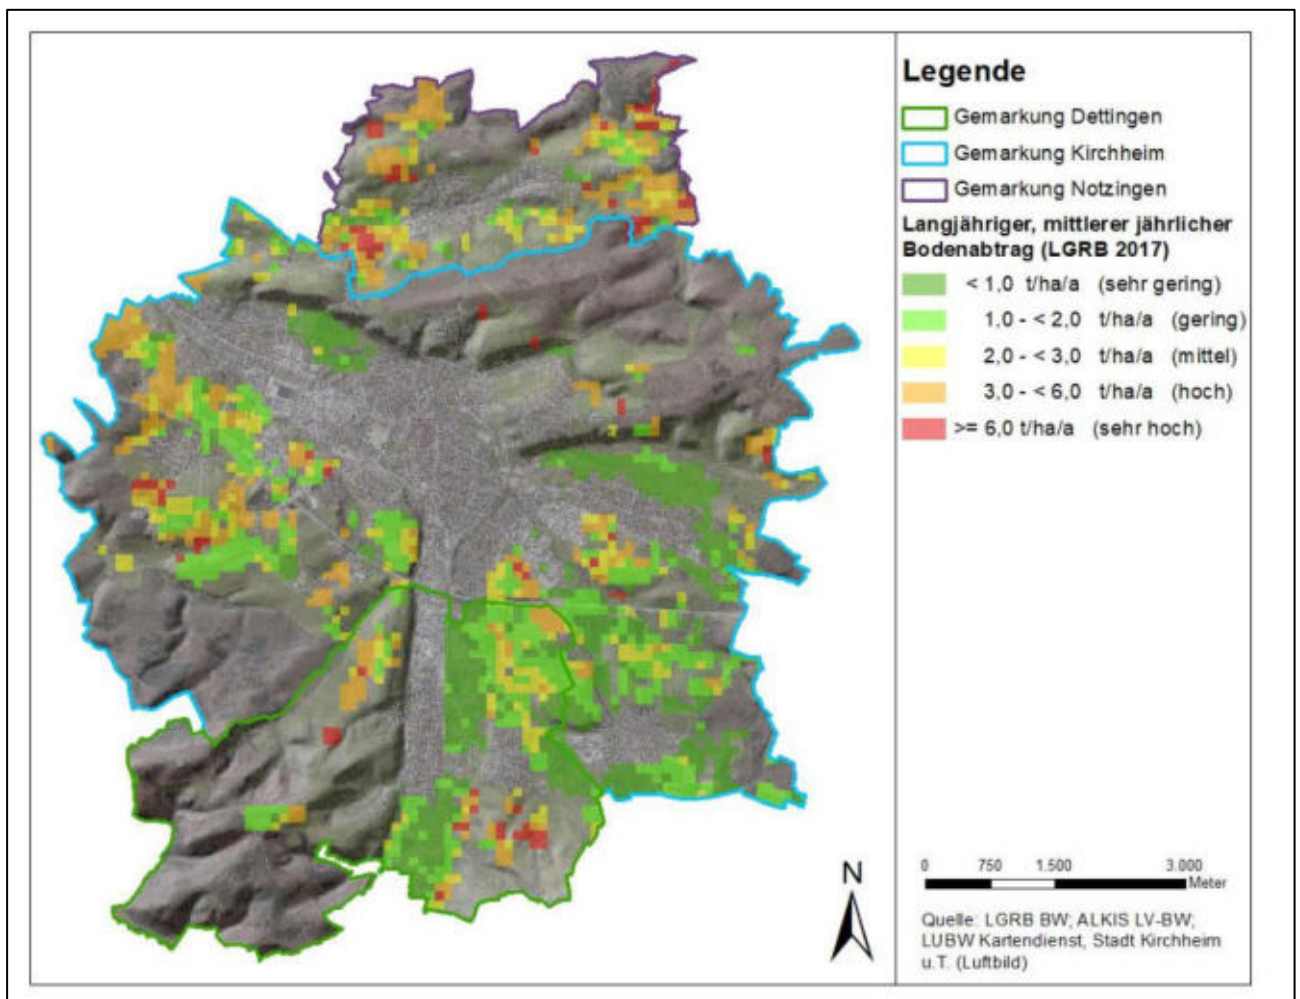 Legende
Gemarkung Dettingen
Gemarkung Kirchheim
Gemarkung Notzingen
Langjähriger, mittlerer jährlicher
Bodenabtrag (LGRB 2017)
< 1,0 t/ha/a (sehr gering)
1,0 - < 2,0 t/ha/a (gering)
2,0 - < 3,0 t/ha/a (mittel)
3,0 - < 6,0 t/ha/a (hoch)
>= 6,0 t/ha/a (sehr hoch)
N
0 750 1.500 3.000
Meter
Quelle: LGRB BW; ALKIS LV-BW;
LUBW Kartendienst, Stadt Kirchheim
u.T. (Luftbild)